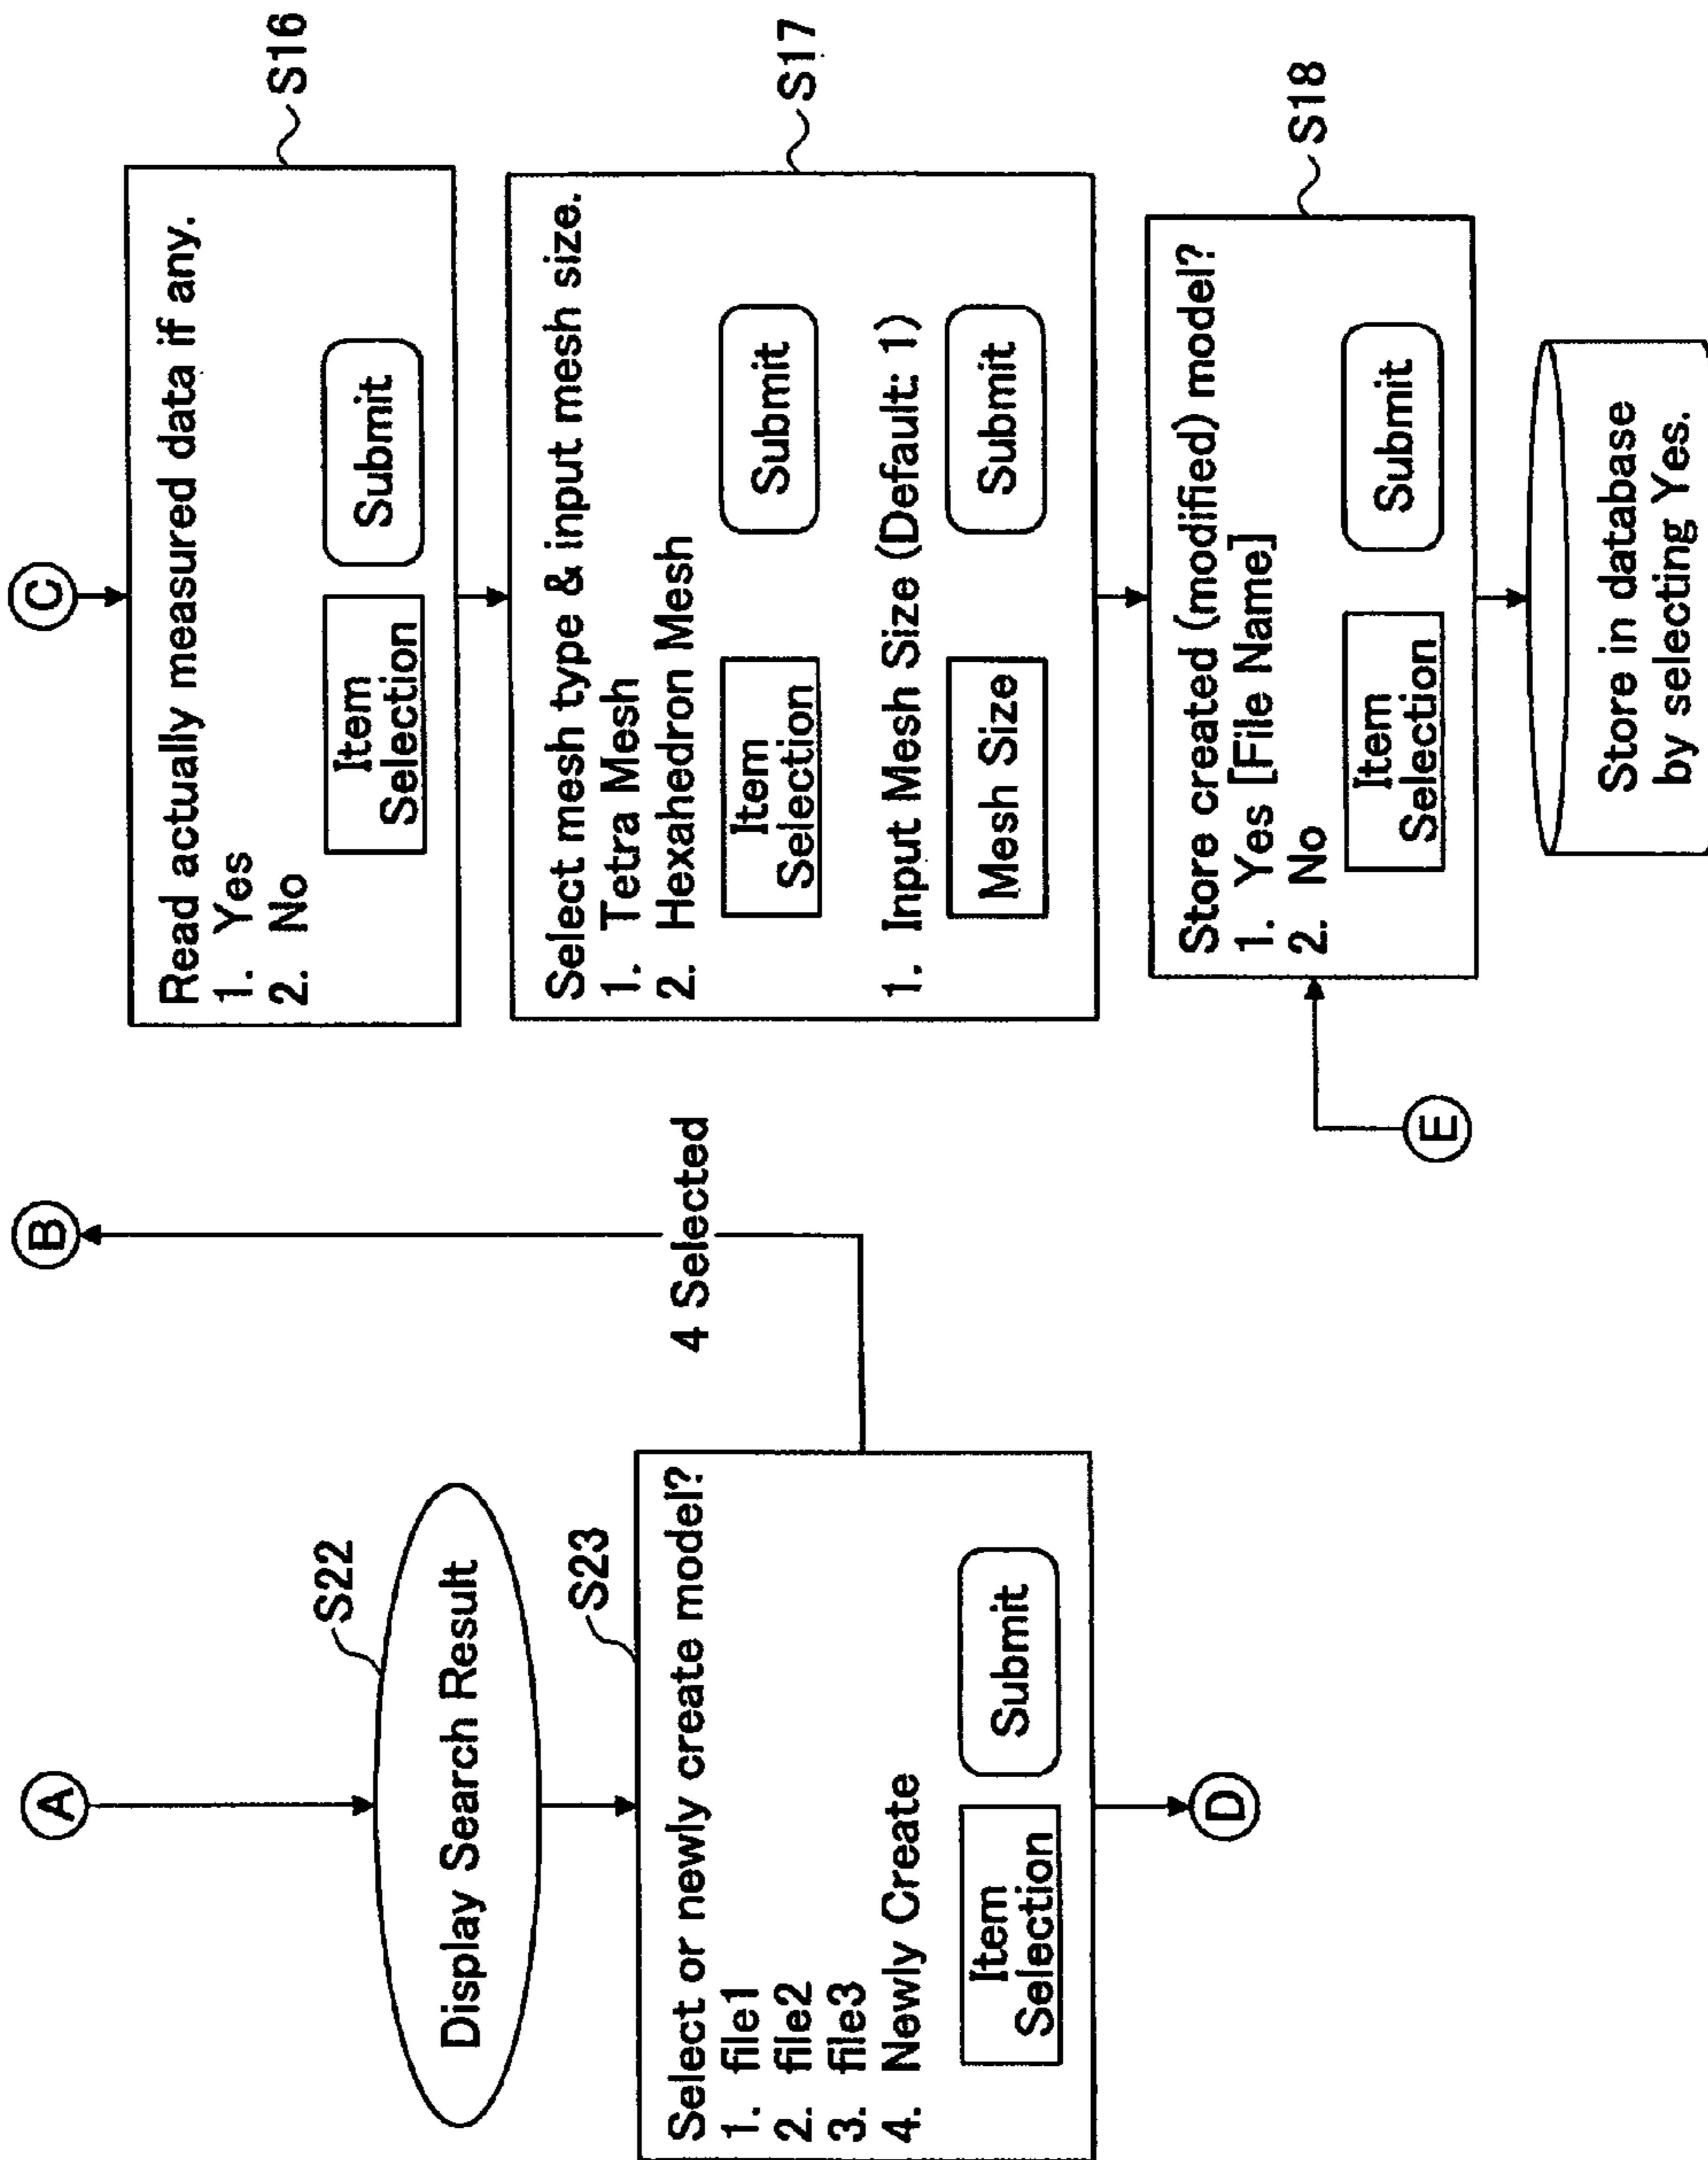 A
S22
Display Search Result
S23
Select or newly create model?
1. file1
2. file2
3. file3
4. Newly Create
Item
Selection
Submit
D
B
4 Selected
C
S16
Read actually measured data if any.
1. Yes
2. No
Item
Selection
Submit
S17
Select mesh type & input mesh size.
1. Tetra Mesh
2. Hexahedron Mesh
Item
Selection
Submit
1. Input Mesh Size (Default: 1)
Mesh Size
Submit
S18
Store created (modified) model?
1. Yes [File Name]
2. No
Item
Selection
Submit
E
Store in database
by selecting Yes.